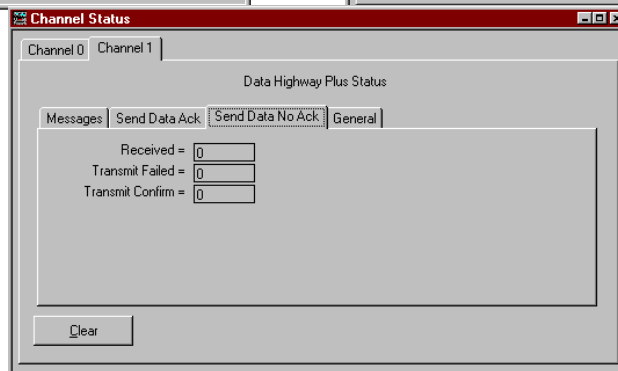 Channel Status
Channel 0 Channel 1
Data Highway Plus Status
Messages Send Data Ack Send Data No Ack General
Received = 0
Transmit Failed = 0
Transmit Confirm = 0
Clear